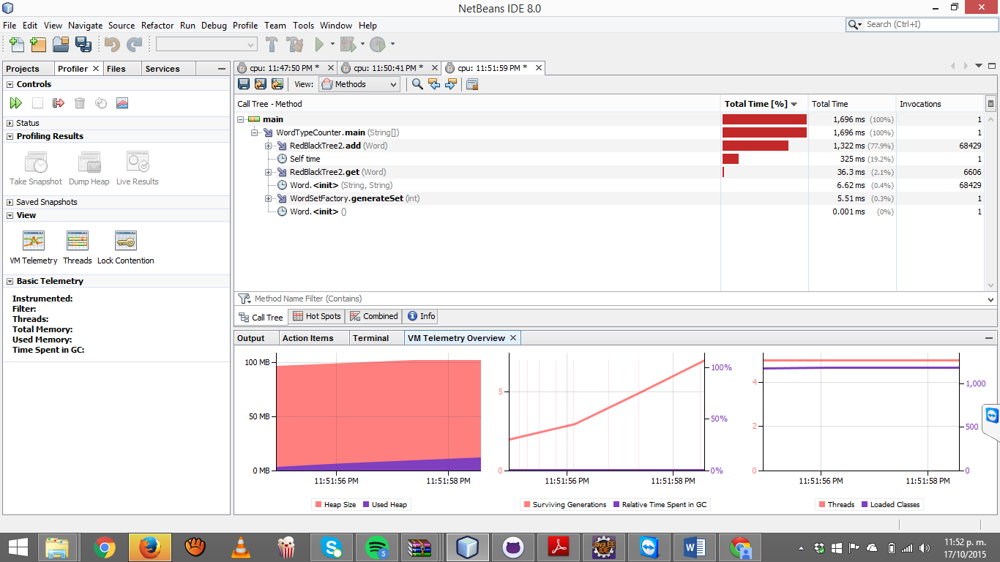 NetBeans IDE 8.0
File Edit View Navigate Source Refactor Run Debug Profile Team Tools Window Help
Search (Ctrl+I)
Projects Profiler Files Services
Controls
Status
Profiling Results
Take Snapshot Dump Heap Live Results
Saved Snapshots
View
VM Telemetry Threads Lock Contention
Basic Telemetry
Instrumented:
Filter:
Threads:
Total Memory:
Used Memory:
Time Spent in GC:
cpu: 11:47:50 PM * cpu: 11:50:41 PM * cpu: 11:51:59 PM *
View: Methods
Call Tree - Method Total Time [%] Total Time Invocations
main 1,696 ms (100%) 1
WordTypeCounter.main (String[]) 1,696 ms (100%) 1
RedBlackTree2.add (Word) 1,322 ms (77.9%) 68429
Self time 325 ms (19.2%) 1
RedBlackTree2.get (Word) 36.3 ms (2.1%) 6606
Word.<init> (String, String) 6.62 ms (0.4%) 68429
WordSetFactory.generateSet (int) 5.51 ms (0.3%) 1
Word.<init> () 0.001 ms (0%) 1
Method Name Filter (Contains)
Call Tree Hot Spots Combined Info
Output Action Items Terminal VM Telemetry Overview
100 MB
50 MB
0 MB
11:51:56 PM 11:51:58 PM
Heap Size Used Heap
5
0
100%
50%
0%
11:51:56 PM 11:51:58 PM
Surviving Generations Relative Time Spent in GC
4
2
0
1,000
500
0
11:51:56 PM 11:51:58 PM
Threads Loaded Classes
5
Java EE
IDE
11:52 p. m.
17/10/2015